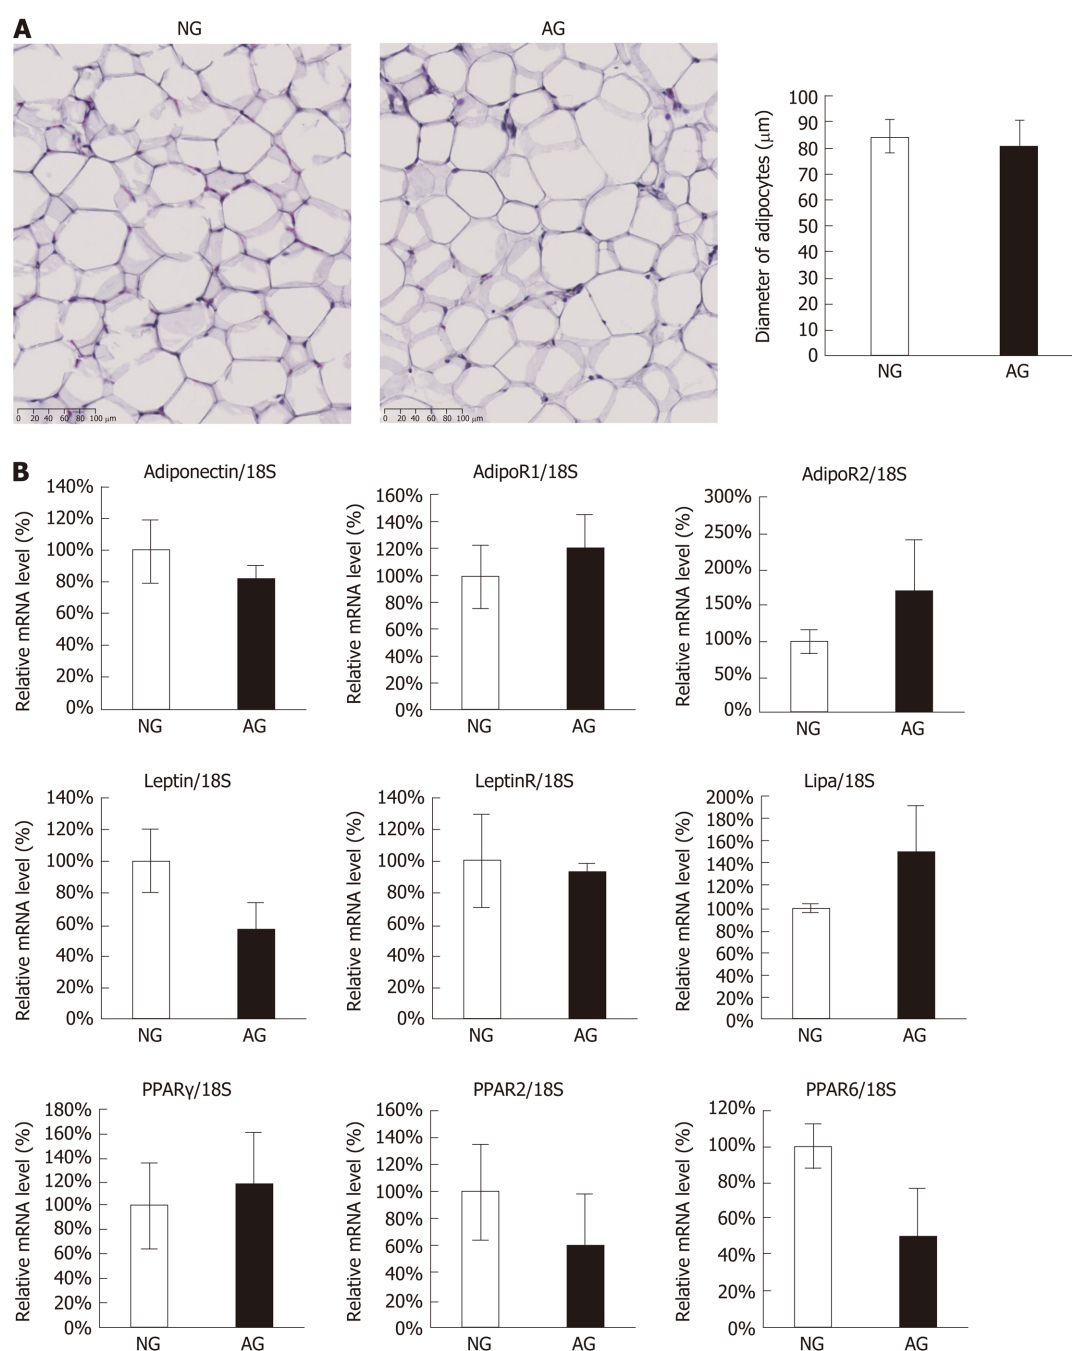 A
NG
AG
0 20 40 60 80 100 μm
0 20 40 60 80 100 μm
Diameter of adipocytes (μm)
100
90
80
70
60
50
40
30
20
10
0
NG AG
B
Adiponectin/18S
Relative mRNA level (%)
140%
120%
100%
80%
60%
40%
20%
0%
NG AG
AdipoR1/18S
Relative mRNA level (%)
160%
140%
120%
100%
80%
60%
40%
20%
0%
NG AG
AdipoR2/18S
Relative mRNA level (%)
300%
250%
200%
150%
100%
50%
0%
NG AG
Leptin/18S
Relative mRNA level (%)
140%
120%
100%
80%
60%
40%
20%
0%
NG AG
LeptinR/18S
Relative mRNA level (%)
140%
120%
100%
80%
60%
40%
20%
0%
NG AG
Lipa/18S
Relative mRNA level (%)
200%
180%
160%
140%
120%
100%
80%
60%
40%
20%
0%
NG AG
PPARγ/18S
Relative mRNA level (%)
180%
160%
140%
120%
100%
80%
60%
40%
20%
0%
NG AG
PPAR2/18S
Relative mRNA level (%)
160%
140%
120%
100%
80%
60%
40%
20%
0%
NG AG
PPAR6/18S
Relative mRNA level (%)
120%
100%
80%
60%
40%
20%
0%
NG AG